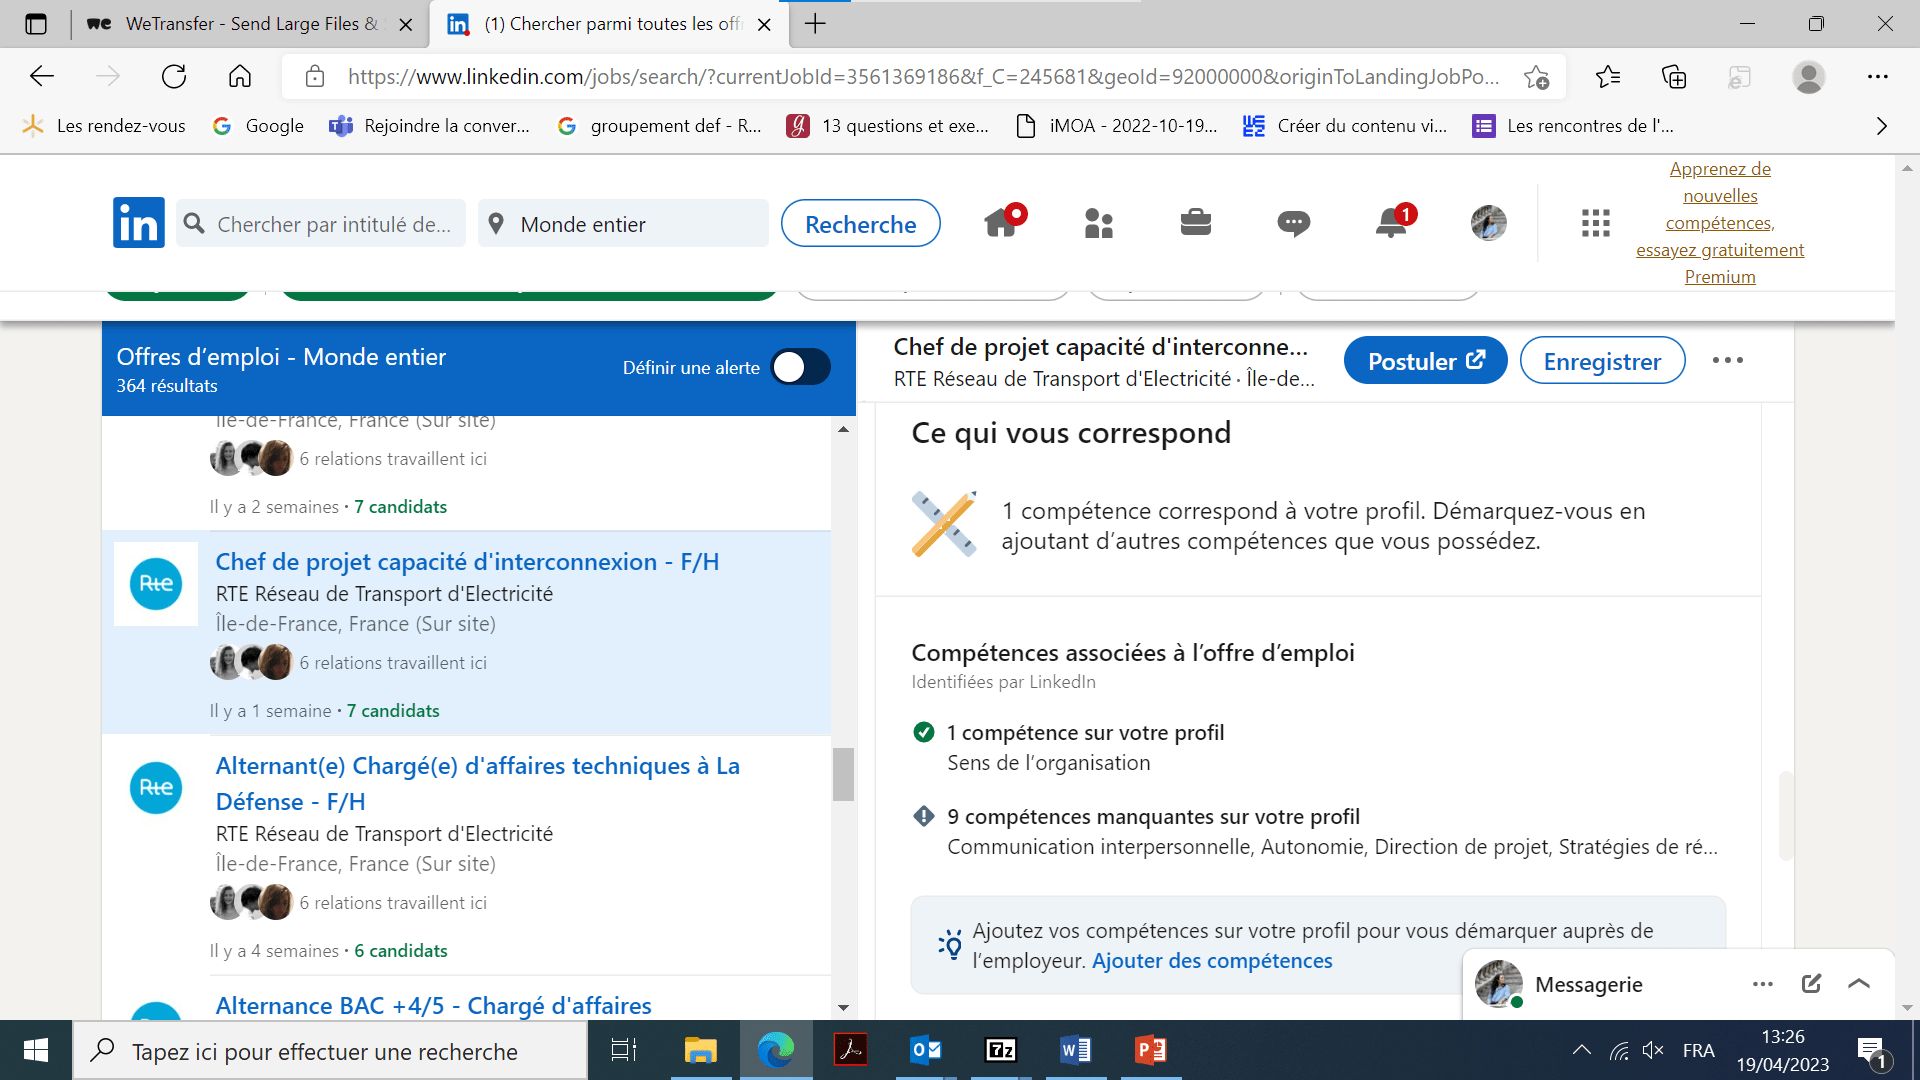 WeTransfer - Send Large Files &
(1) Chercher parmi toutes les off
https://www.linkedin.com/jobs/search/?currentJobId=3561369186&f_C=245681&geoId=92000000&originToLandingJobPo...
Les rendez-vous
Google
Rejoindre la conver...
groupement def - R...
13 questions et exe...
iMOA - 2022-10-19...
Créer du contenu vi...
Les rencontres de l''...
in
Chercher par intitulé de...
Monde entier
Recherche
1
Apprenez de
nouvelles
compétences,
essayez gratuitement
Premium
Offres d’emploi - Monde entier
364 résultats
Définir une alerte
Île-de-France, France (Sur site)
6 relations travaillent ici
Il y a 2 semaines · 7 candidats
Rte
Chef de projet capacité d'interconnexion - F/H
RTE Réseau de Transport d'Electricité
Île-de-France, France (Sur site)
6 relations travaillent ici
Il y a 1 semaine · 7 candidats
Rte
Alternant(e) Chargé(e) d'affaires techniques à La
Défense - F/H
RTE Réseau de Transport d'Electricité
Île-de-France, France (Sur site)
6 relations travaillent ici
Il y a 4 semaines · 6 candidats
Alternance BAC +4/5 - Chargé d'affaires
Chef de projet capacité d'interconne...
RTE Réseau de Transport d'Electricité · Île-de...
Postuler
Enregistrer
Ce qui vous correspond
1 compétence correspond à votre profil. Démarquez-vous en
ajoutant d’autres compétences que vous possédez.
Compétences associées à l’offre d’emploi
Identifiées par LinkedIn
1 compétence sur votre profil
Sens de l’organisation
9 compétences manquantes sur votre profil
Communication interpersonnelle, Autonomie, Direction de projet, Stratégies de ré...
Ajoutez vos compétences sur votre profil pour vous démarquer auprès de
l’employeur. Ajouter des compétences
Messagerie
Tapez ici pour effectuer une recherche
FRA
13:26
19/04/2023
1